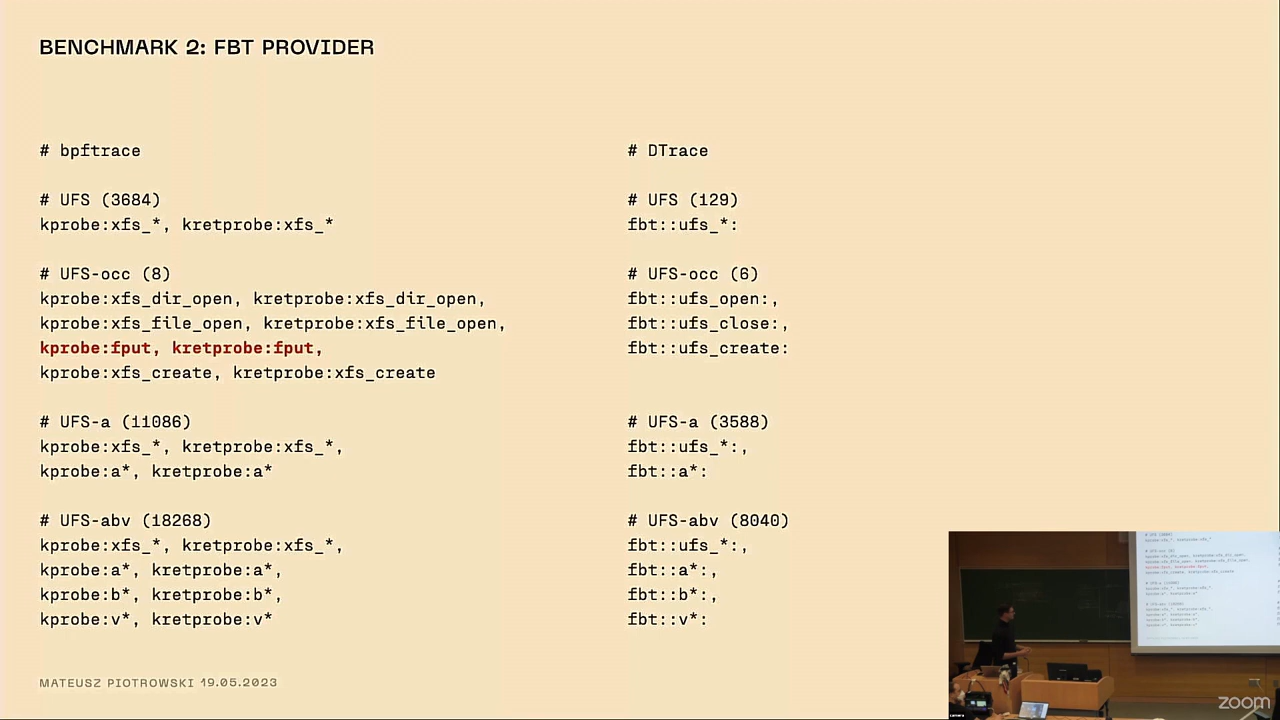 BENCHMARK 2: FBT PROVIDER
# bpftrace
# UFS (3684)
kprobe:xfs_*, kretprobe:xfs_*
# UFS-occ (8)
kprobe:xfs_dir_open, kretprobe:xfs_dir_open,
kprobe:xfs_file_open, kretprobe:xfs_file_open,
kprobe:fput, kretprobe:fput,
kprobe:xfs_create, kretprobe:xfs_create
# UFS-a (11086)
kprobe:xfs_*, kretprobe:xfs_*,
kprobe:a*, kretprobe:a*
# UFS-abv (18268)
kprobe:xfs_*, kretprobe:xfs_*,
kprobe:a*, kretprobe:a*,
kprobe:b*, kretprobe:b*,
kprobe:v*, kretprobe:v*
# DTrace
# UFS (129)
fbt::ufs_*:
# UFS-occ (6)
fbt::ufs_open:,
fbt::ufs_close:,
fbt::ufs_create:
# UFS-a (3588)
fbt::ufs_*:,
fbt::a*:
# UFS-abv (8040)
fbt::ufs_*:,
fbt::a*:,
fbt::b*:,
fbt::v*:
MATEUSZ PIOTROWSKI 19.05.2023
zoom